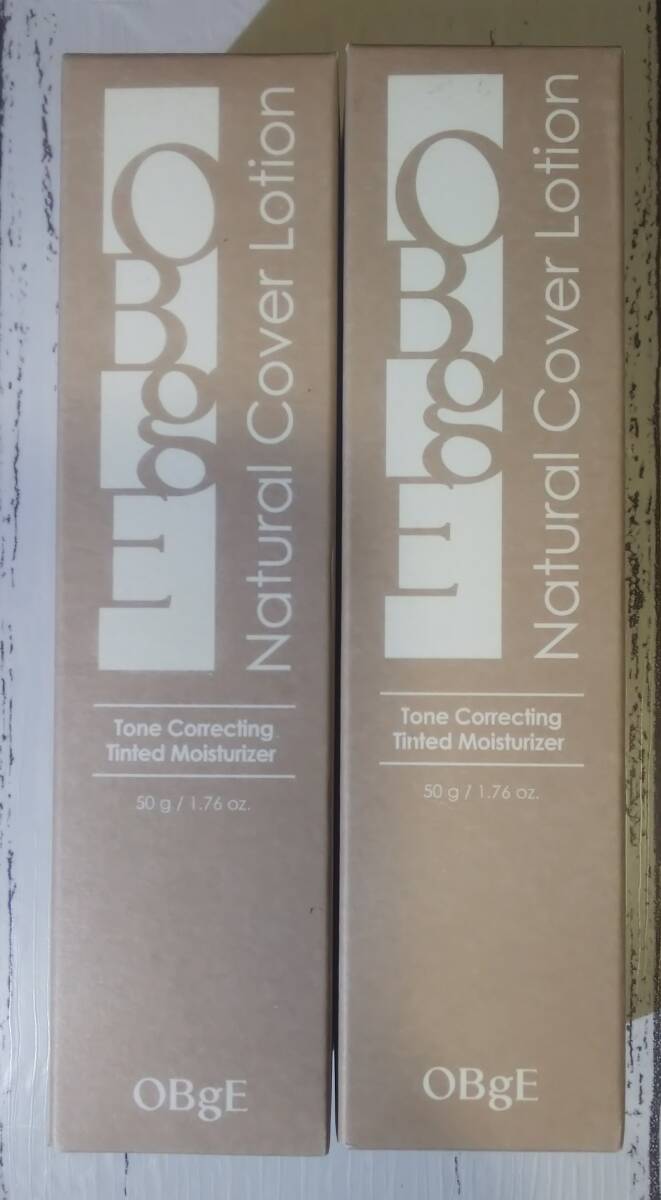 OBgE
Natural Cover Lotion
Tone Correcting
Tinted Moisturizer
50 g / 1.76 oz.
OBgE
OBgE
Natural Cover Lotion
Tone Correcting
Tinted Moisturizer
50 g / 1.76 oz.
OBgE